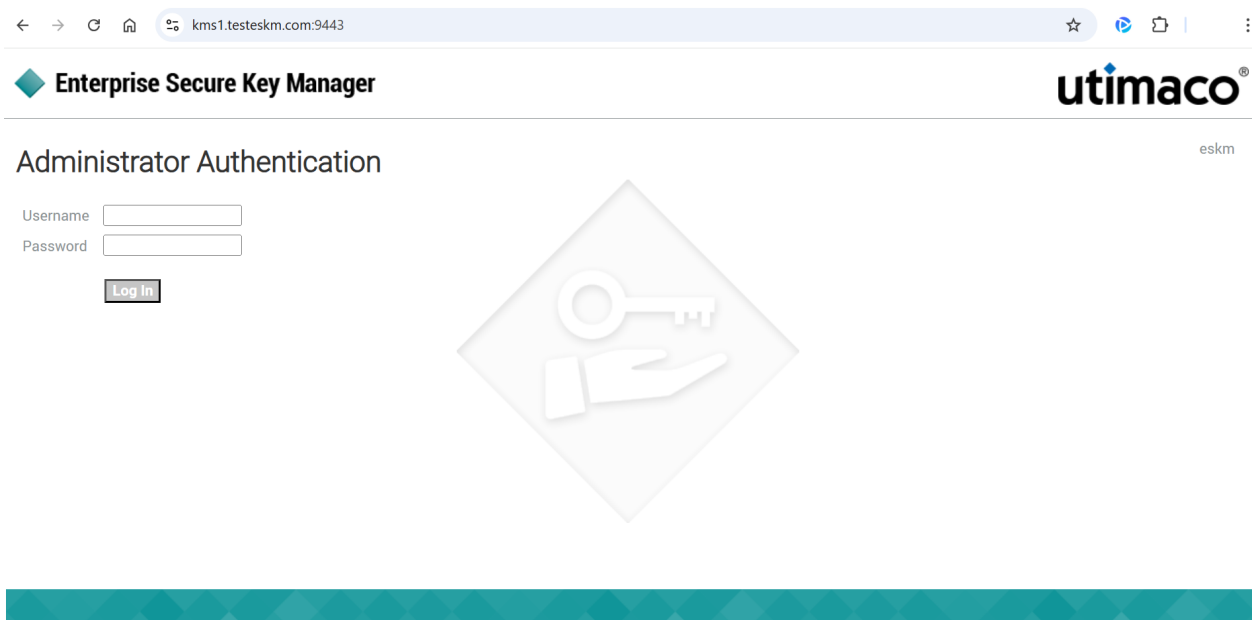 kms1.testeskm.com:9443
Enterprise Secure Key Manager
utimaco®
Administrator Authentication
eskm
Username
Password
Log In